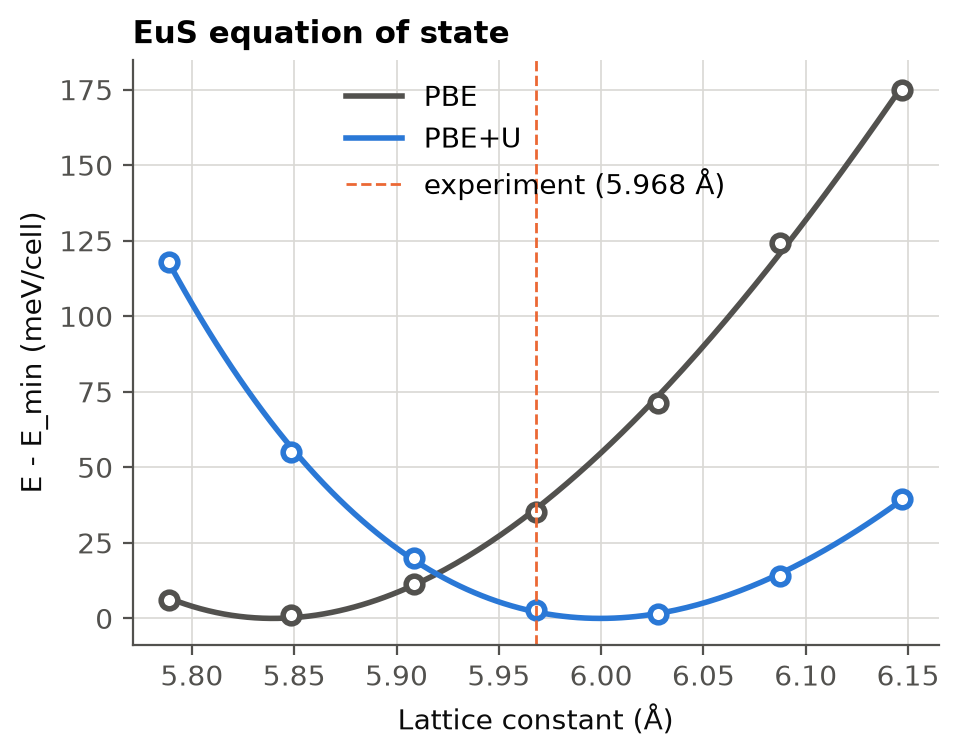 EuS equation of state
PBE
PBE+U
experiment (5.968 Å)
E - E_min (meV/cell)
175
150
125
100
75
50
25
0
5.80 5.85 5.90 5.95 6.00 6.05 6.10 6.15
Lattice constant (Å)